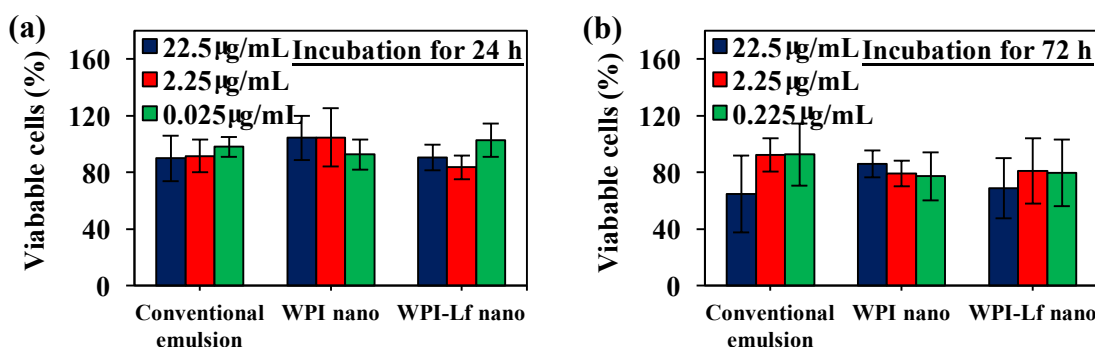 (a)
160
120
80
40
0
Viabable cells (%)
22.5µg/mL
2.25µg/mL
0.025µg/mL
Incubation for 24 h
Conventional
emulsion
WPI nano
WPI-Lf nano
(b)
160
120
80
40
0
Viabable cells (%)
22.5µg/mL
2.25µg/mL
0.225µg/mL
Incubation for 72 h
Conventional
emulsion
WPI nano
WPI-Lf nano